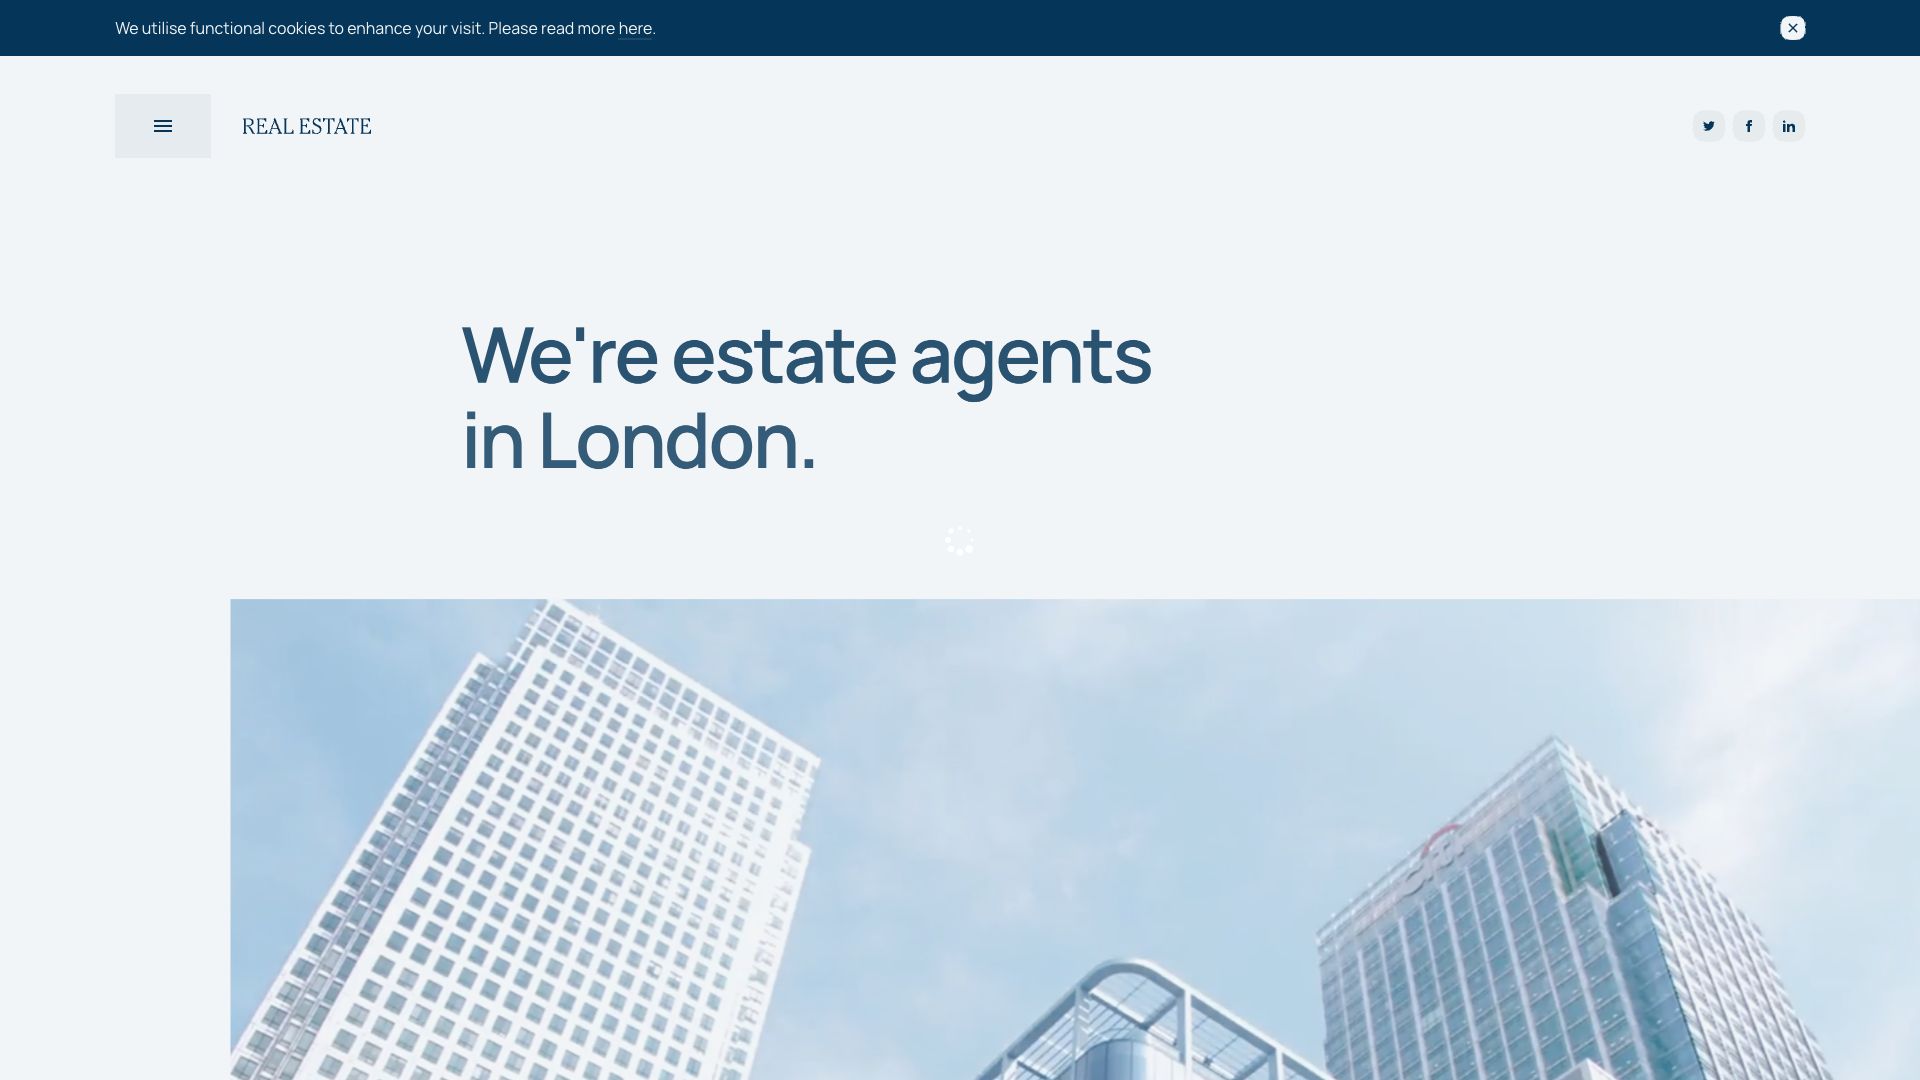 We utilise functional cookies to enhance your visit. Please read more here.
REAL ESTATE
We're estate agents
in London.
citi